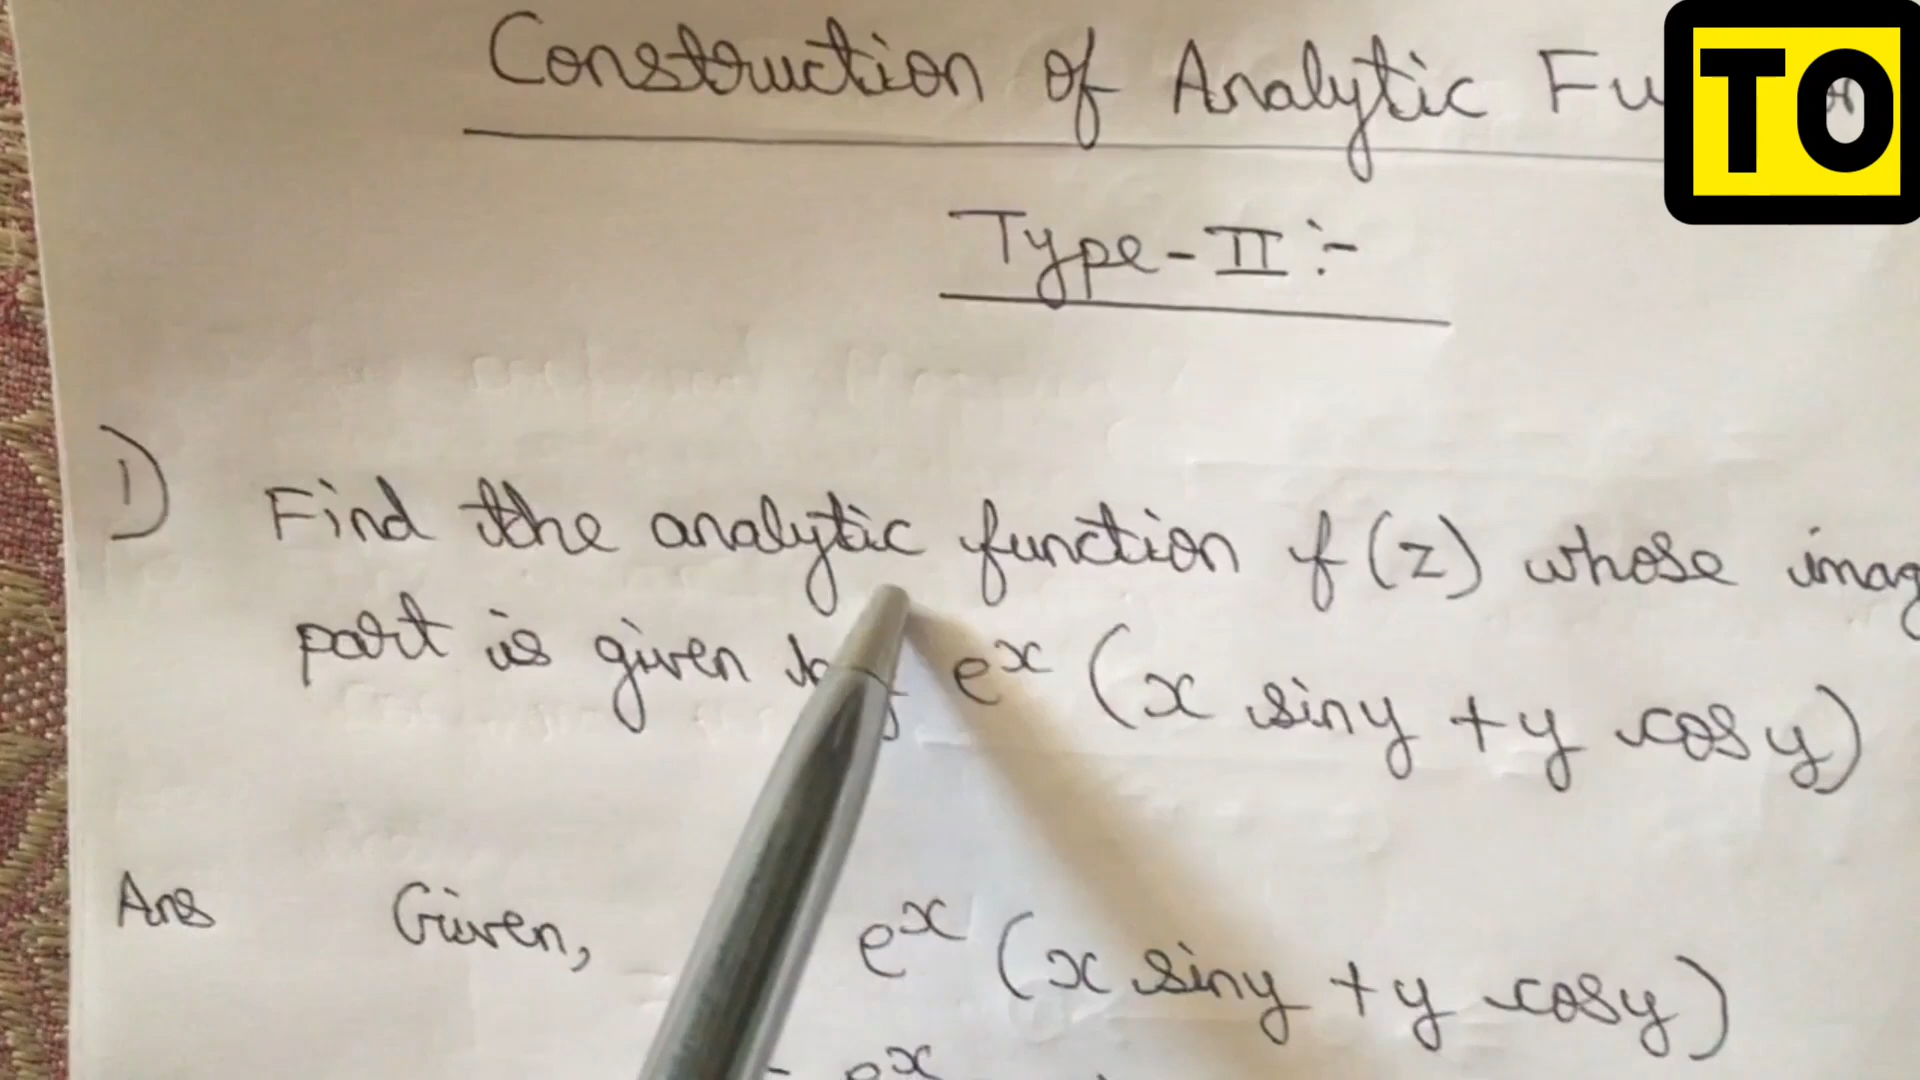 Construction of Analytic Fu
TO
Type-II:-
1) Find the analytic function f(z) whose imag
part is given by e^x (x siny + y cosy)
Ans Given, e^x (x siny + y cosy)
e^x